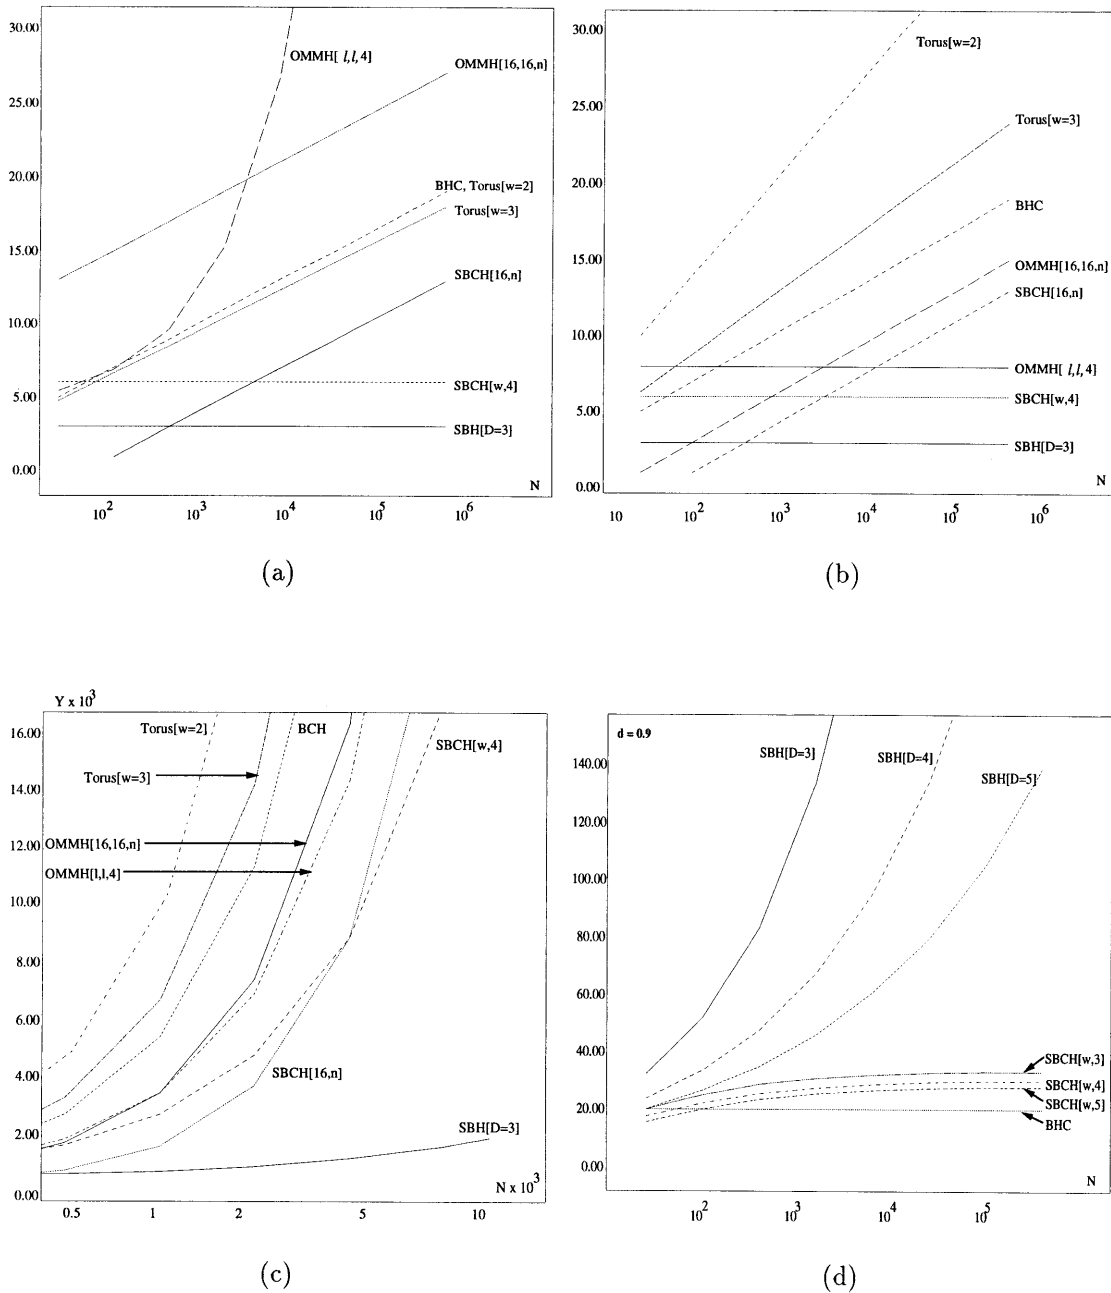 30.00
25.00
20.00
15.00
10.00
5.00
0.00
OMMH[ l,l,4]
OMMH[16,16,n]
BHC, Torus[w=2]
Torus[w=3]
SBCH[16,n]
SBCH[w,4]
SBH[D=3]
N
10^2 10^3 10^4 10^5 10^6
(a)
30.00
25.00
20.00
15.00
10.00
5.00
0.00
Torus[w=2]
Torus[w=3]
BHC
OMMH[16,16,n]
SBCH[16,n]
OMMH[ l,l,4]
SBCH[w,4]
SBH[D=3]
N
10 10^2 10^3 10^4 10^5 10^6
(b)
Y x 10^3
16.00
14.00
12.00
10.00
8.00
6.00
4.00
2.00
0.00
Torus[w=2]
BCH
SBCH[w,4]
Torus[w=3]
OMMH[16,16,n]
OMMH[l,l,4]
SBCH[16,n]
SBH[D=3]
N x 10^3
0.5 1 2 5 10
(c)
d = 0.9
140.00
120.00
100.00
80.00
60.00
40.00
20.00
0.00
SBH[D=3]
SBH[D=4]
SBH[D=5]
SBCH[w,3]
SBCH[w,4]
SBCH[w,5]
BHC
N
10^2 10^3 10^4 10^5
(d)